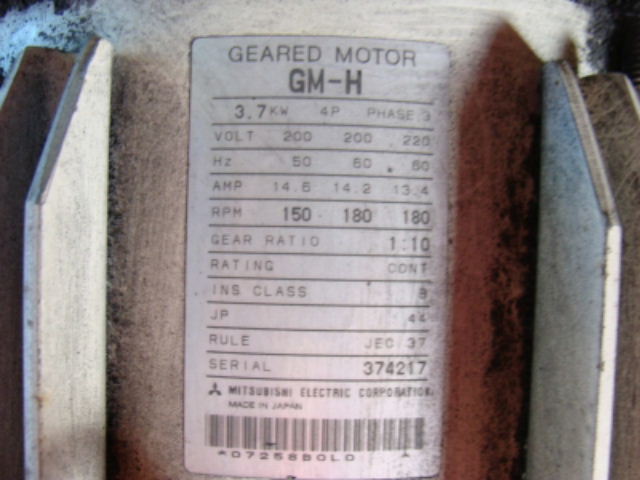 GEARED MOTOR
GM-H
3.7KW 4P PHASE 3
VOLT 200 200 220
Hz 50 60 60
AMP 14.6 14.2 13.4
RPM 150 180 180
GEAR RATIO 1:10
RATING CONT
INS CLASS B
JP 44
RULE JEC 37
SERIAL 374217
MITSUBISHI ELECTRIC CORPORATION
MADE IN JAPAN
*07258B0L0 A